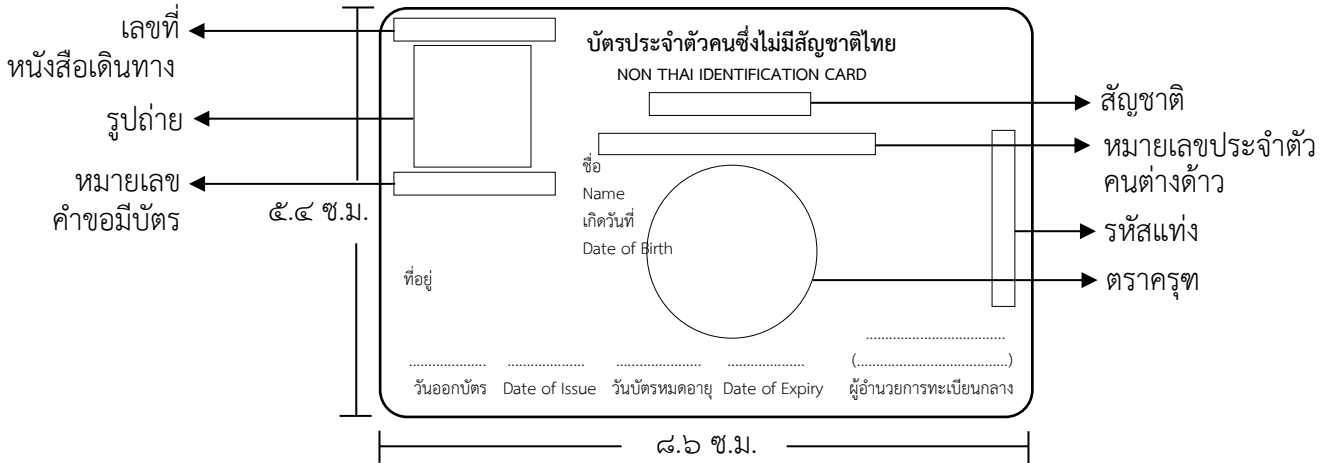 เลขที่
หนังสือเดินทาง
รูปถ่าย
หมายเลข
คำขอมีบัตร
๕.๔ ซ.ม.
บัตรประจำตัวคนซึ่งไม่มีสัญชาติไทย
NON THAI IDENTIFICATION CARD
ชื่อ
Name
เกิดวันที่
Date of Birth
ที่อยู่
สัญชาติ
หมายเลขประจำตัว
คนต่างด้าว
รหัสแท่ง
ตราครุฑ
....................................
.................... .................... ...................... .................... (.......................................)
วันออกบัตร Date of Issue วันบัตรหมดอายุ Date of Expiry ผู้อำนวยการทะเบียนกลาง
๘.๖ ซ.ม.